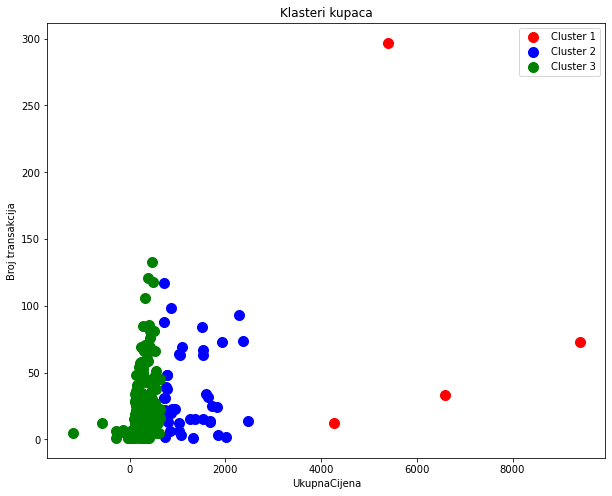 Klasteri kupaca
Cluster 1
Cluster 2
Cluster 3
Broj transakcija
300
250
200
150
100
50
0
0
2000
4000
6000
8000
UkupnaCijena